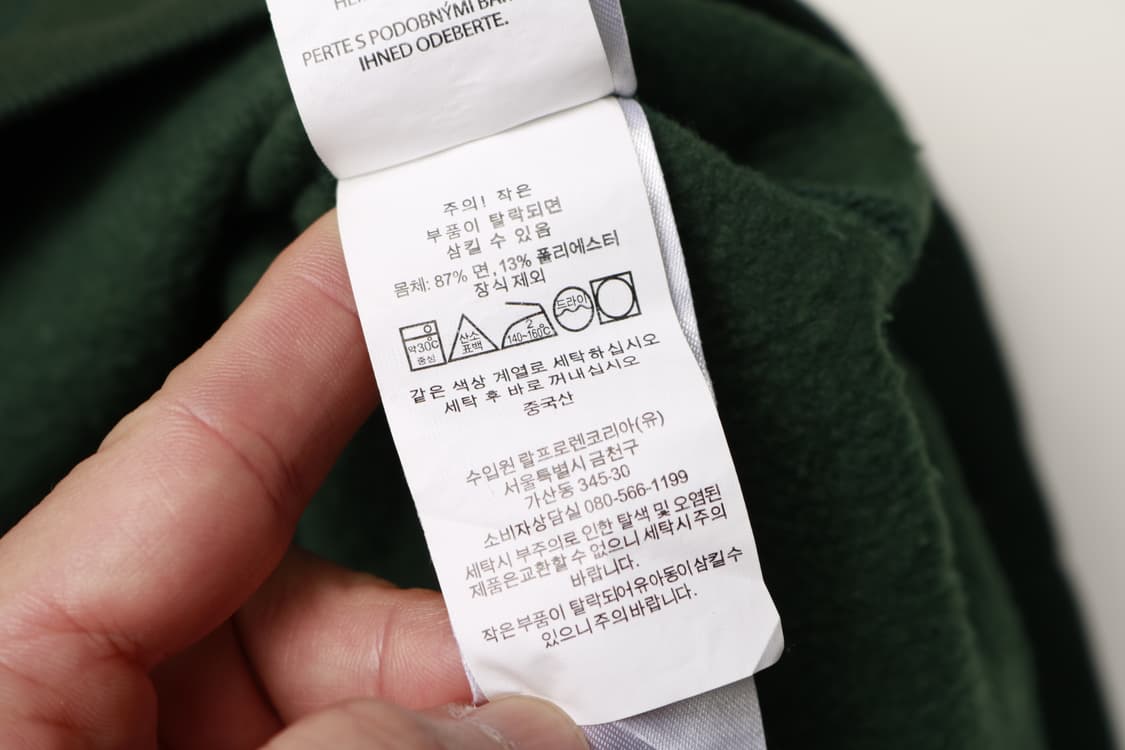 PERTE S PODOBNÝMI
IHNED ODEBERTE.
주의! 작은
부품이 탈락되면
삼킬 수 있음
몸체: 87% 면, 13% 폴리에스터
장식 제외
약30℃
중심
산소
표백
2
140~160℃
드라이
같은 색상 계열로 세탁하십시오
세탁 후 바로 꺼내십시오
중국산
수입원 랄프로렌코리아(유)
서울특별시 금천구
가산동 345-30
소비자상담실 080-566-1199
세탁시 부주의로 인한 탈색 및 오염된
제품은교환할수 없으니 세탁시주의
바랍니다.
작은부품이 탈락되어유아동이삼킬수
있으니주의바랍니다.